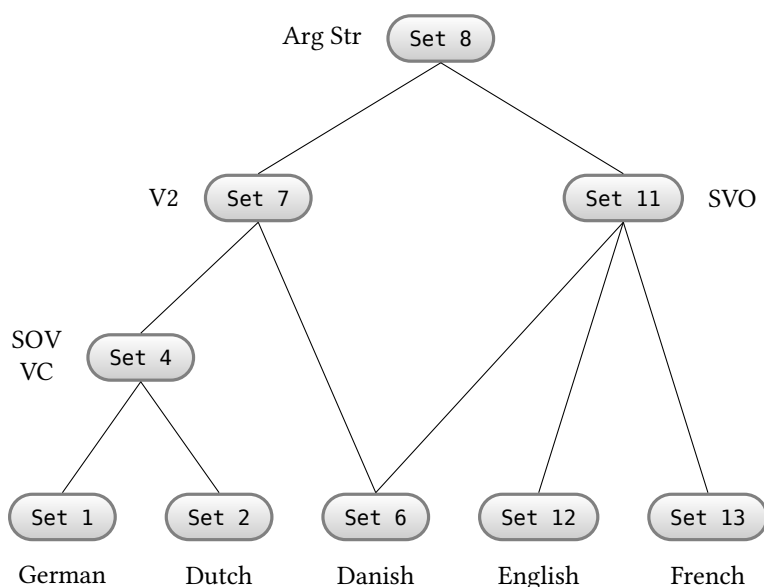 Arg Str Set 8
V2 Set 7 Set 11 SVO
SOV
VC
Set 4
Set 1 Set 2 Set 6 Set 12 Set 13
German Dutch Danish English French